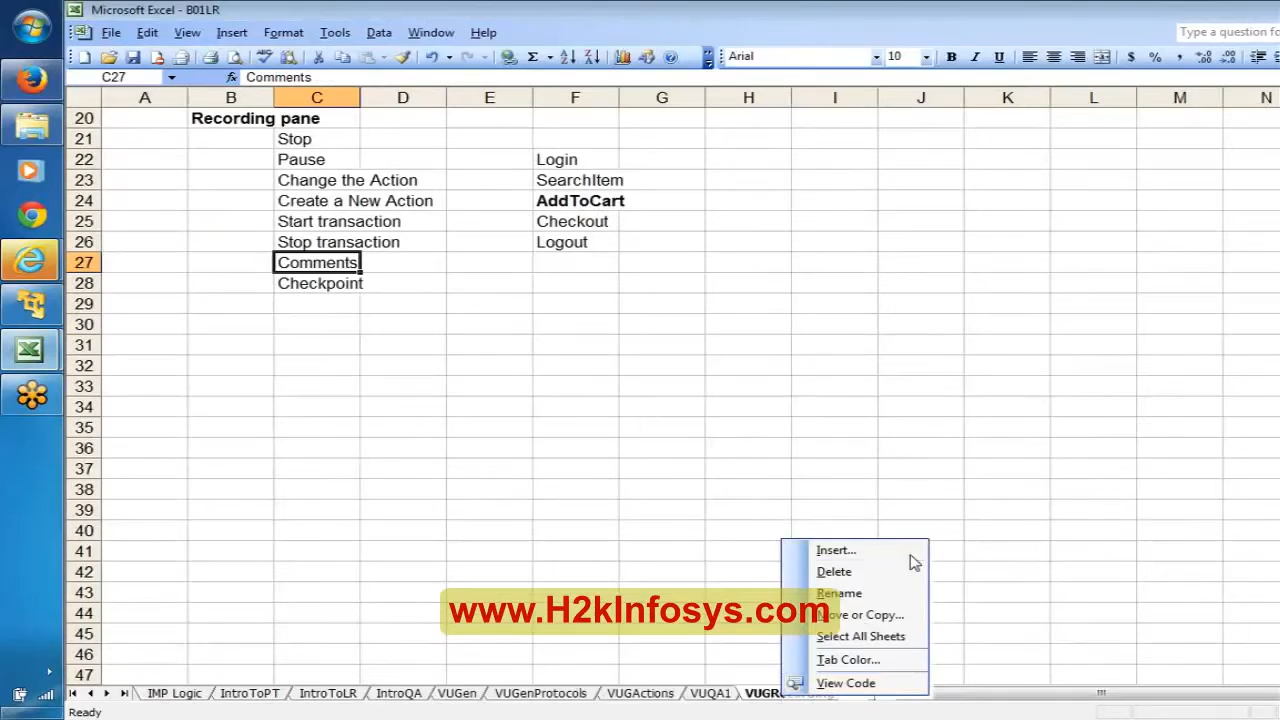 Microsoft Excel - B01LR
File Edit View Insert Format Tools Data Window Help
Type a question fo
Arial 10 B I U $ %
C27 fx Comments
A B C D E F G H I J K L M N
20 Recording pane
21 Stop
22 Pause Login
23 Change the Action SearchItem
24 Create a New Action AddToCart
25 Start transaction Checkout
26 Stop transaction Logout
27 Comments
28 Checkpoint
29
30
31
32
33
34
35
36
37
38
39
40
41 Insert...
42 Delete
43 Rename
44 www.H2kInfosys.com Move or Copy...
45 Select All Sheets
46 Tab Color...
47 View Code
IMP Logic IntroToPT IntroToLR IntroQA VUGen VUGenProtocols VUGActions VUQA1
Ready